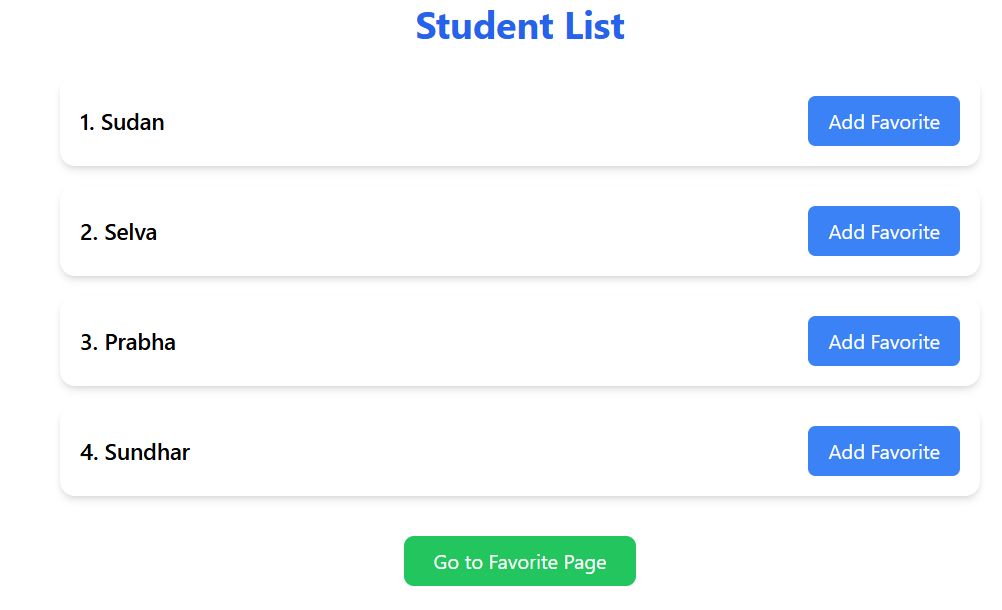 Student List
1. Sudan Add Favorite
2. Selva Add Favorite
3. Prabha Add Favorite
4. Sundhar Add Favorite
Go to Favorite Page